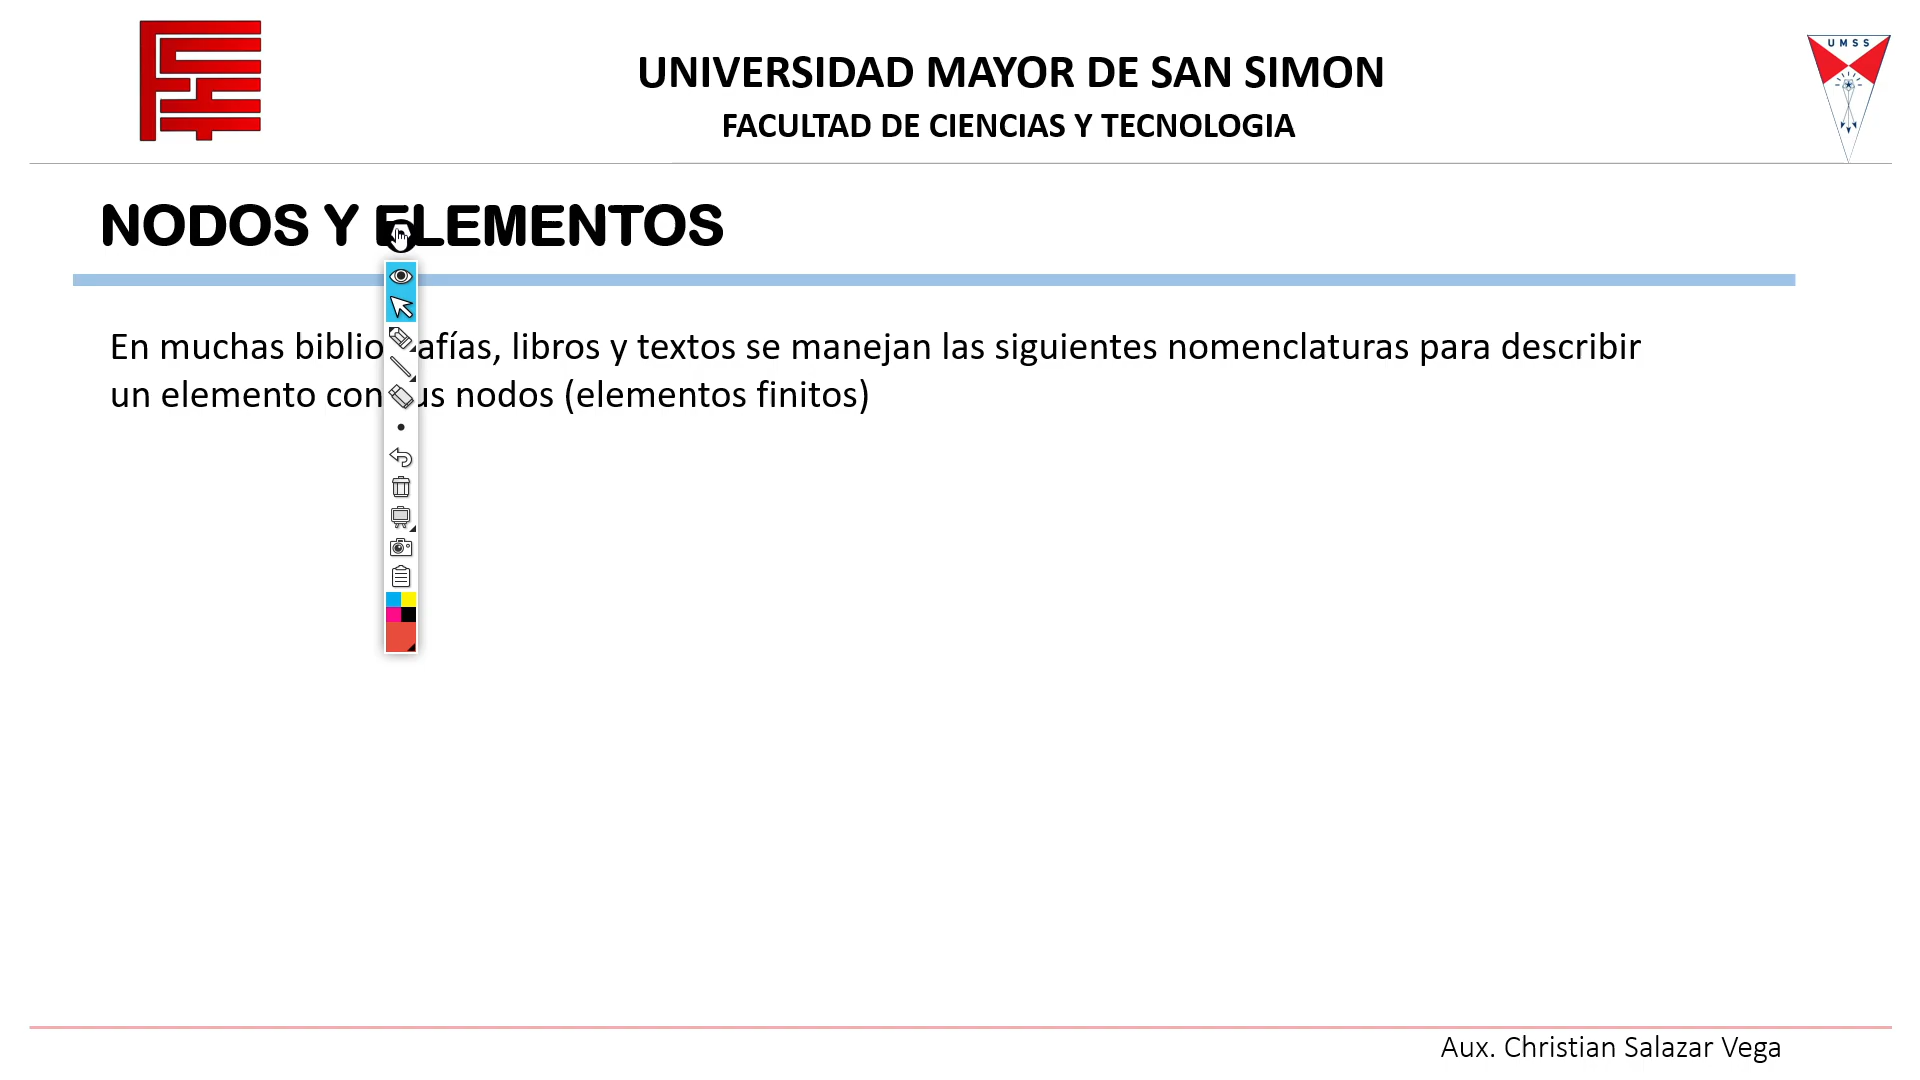 UNIVERSIDAD MAYOR DE SAN SIMON
FACULTAD DE CIENCIAS Y TECNOLOGIA
UMSS
NODOS Y ELEMENTOS
En muchas bibliografías, libros y textos se manejan las siguientes nomenclaturas para describir
un elemento con sus nodos (elementos finitos)
Aux. Christian Salazar Vega